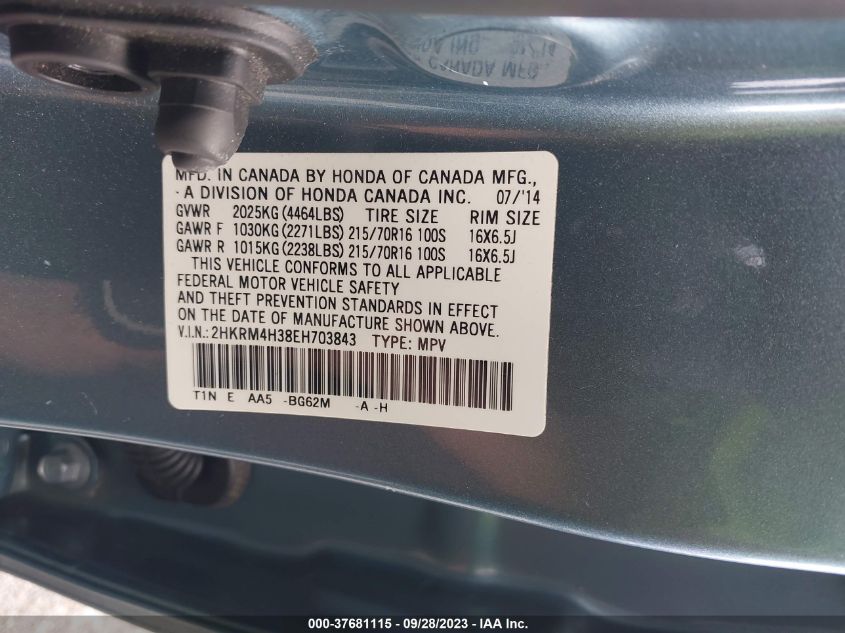 MFD. IN CANADA BY HONDA OF CANADA MFG.,
- A DIVISION OF HONDA CANADA INC. 07/'14
GVWR 2025KG (4464LBS) TIRE SIZE RIM SIZE
GAWR F 1030KG (2271LBS) 215/70R16 100S 16X6.5J
GAWR R 1015KG (2238LBS) 215/70R16 100S 16X6.5J
THIS VEHICLE CONFORMS TO ALL APPLICABLE
FEDERAL MOTOR VEHICLE SAFETY
AND THEFT PREVENTION STANDARDS IN EFFECT
ON THE DATE OF MANUFACTURE SHOWN ABOVE.
V.I.N.: 2HKRM4H38EH703843 TYPE: MPV
T1N E AA5 -BG62M -A -H
000-37681115 - 09/28/2023 - IAA Inc.